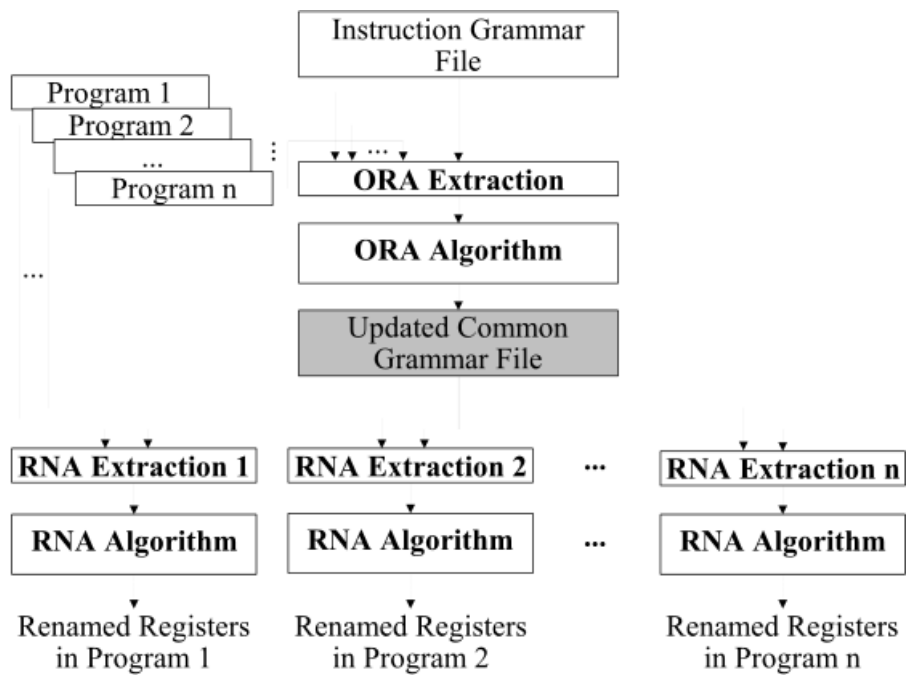 Instruction Grammar
File
Program 1
Program 2
...
Program n
...
...
ORA Extraction
ORA Algorithm
...
Updated Common
Grammar File
RNA Extraction 1
RNA Extraction 2
...
RNA Extraction n
RNA Algorithm
RNA Algorithm
...
RNA Algorithm
Renamed Registers
in Program 1
Renamed Registers
in Program 2
Renamed Registers
in Program n